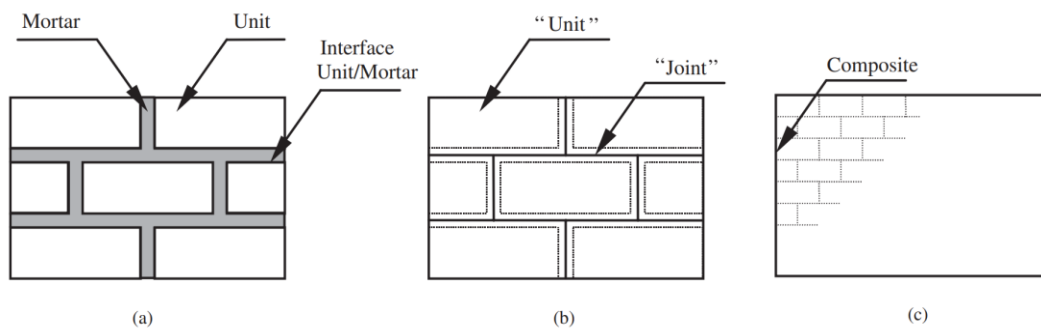 Mortar
Unit
Interface
Unit/Mortar
(a)
“Unit”
“Joint”
(b)
Composite
(c)